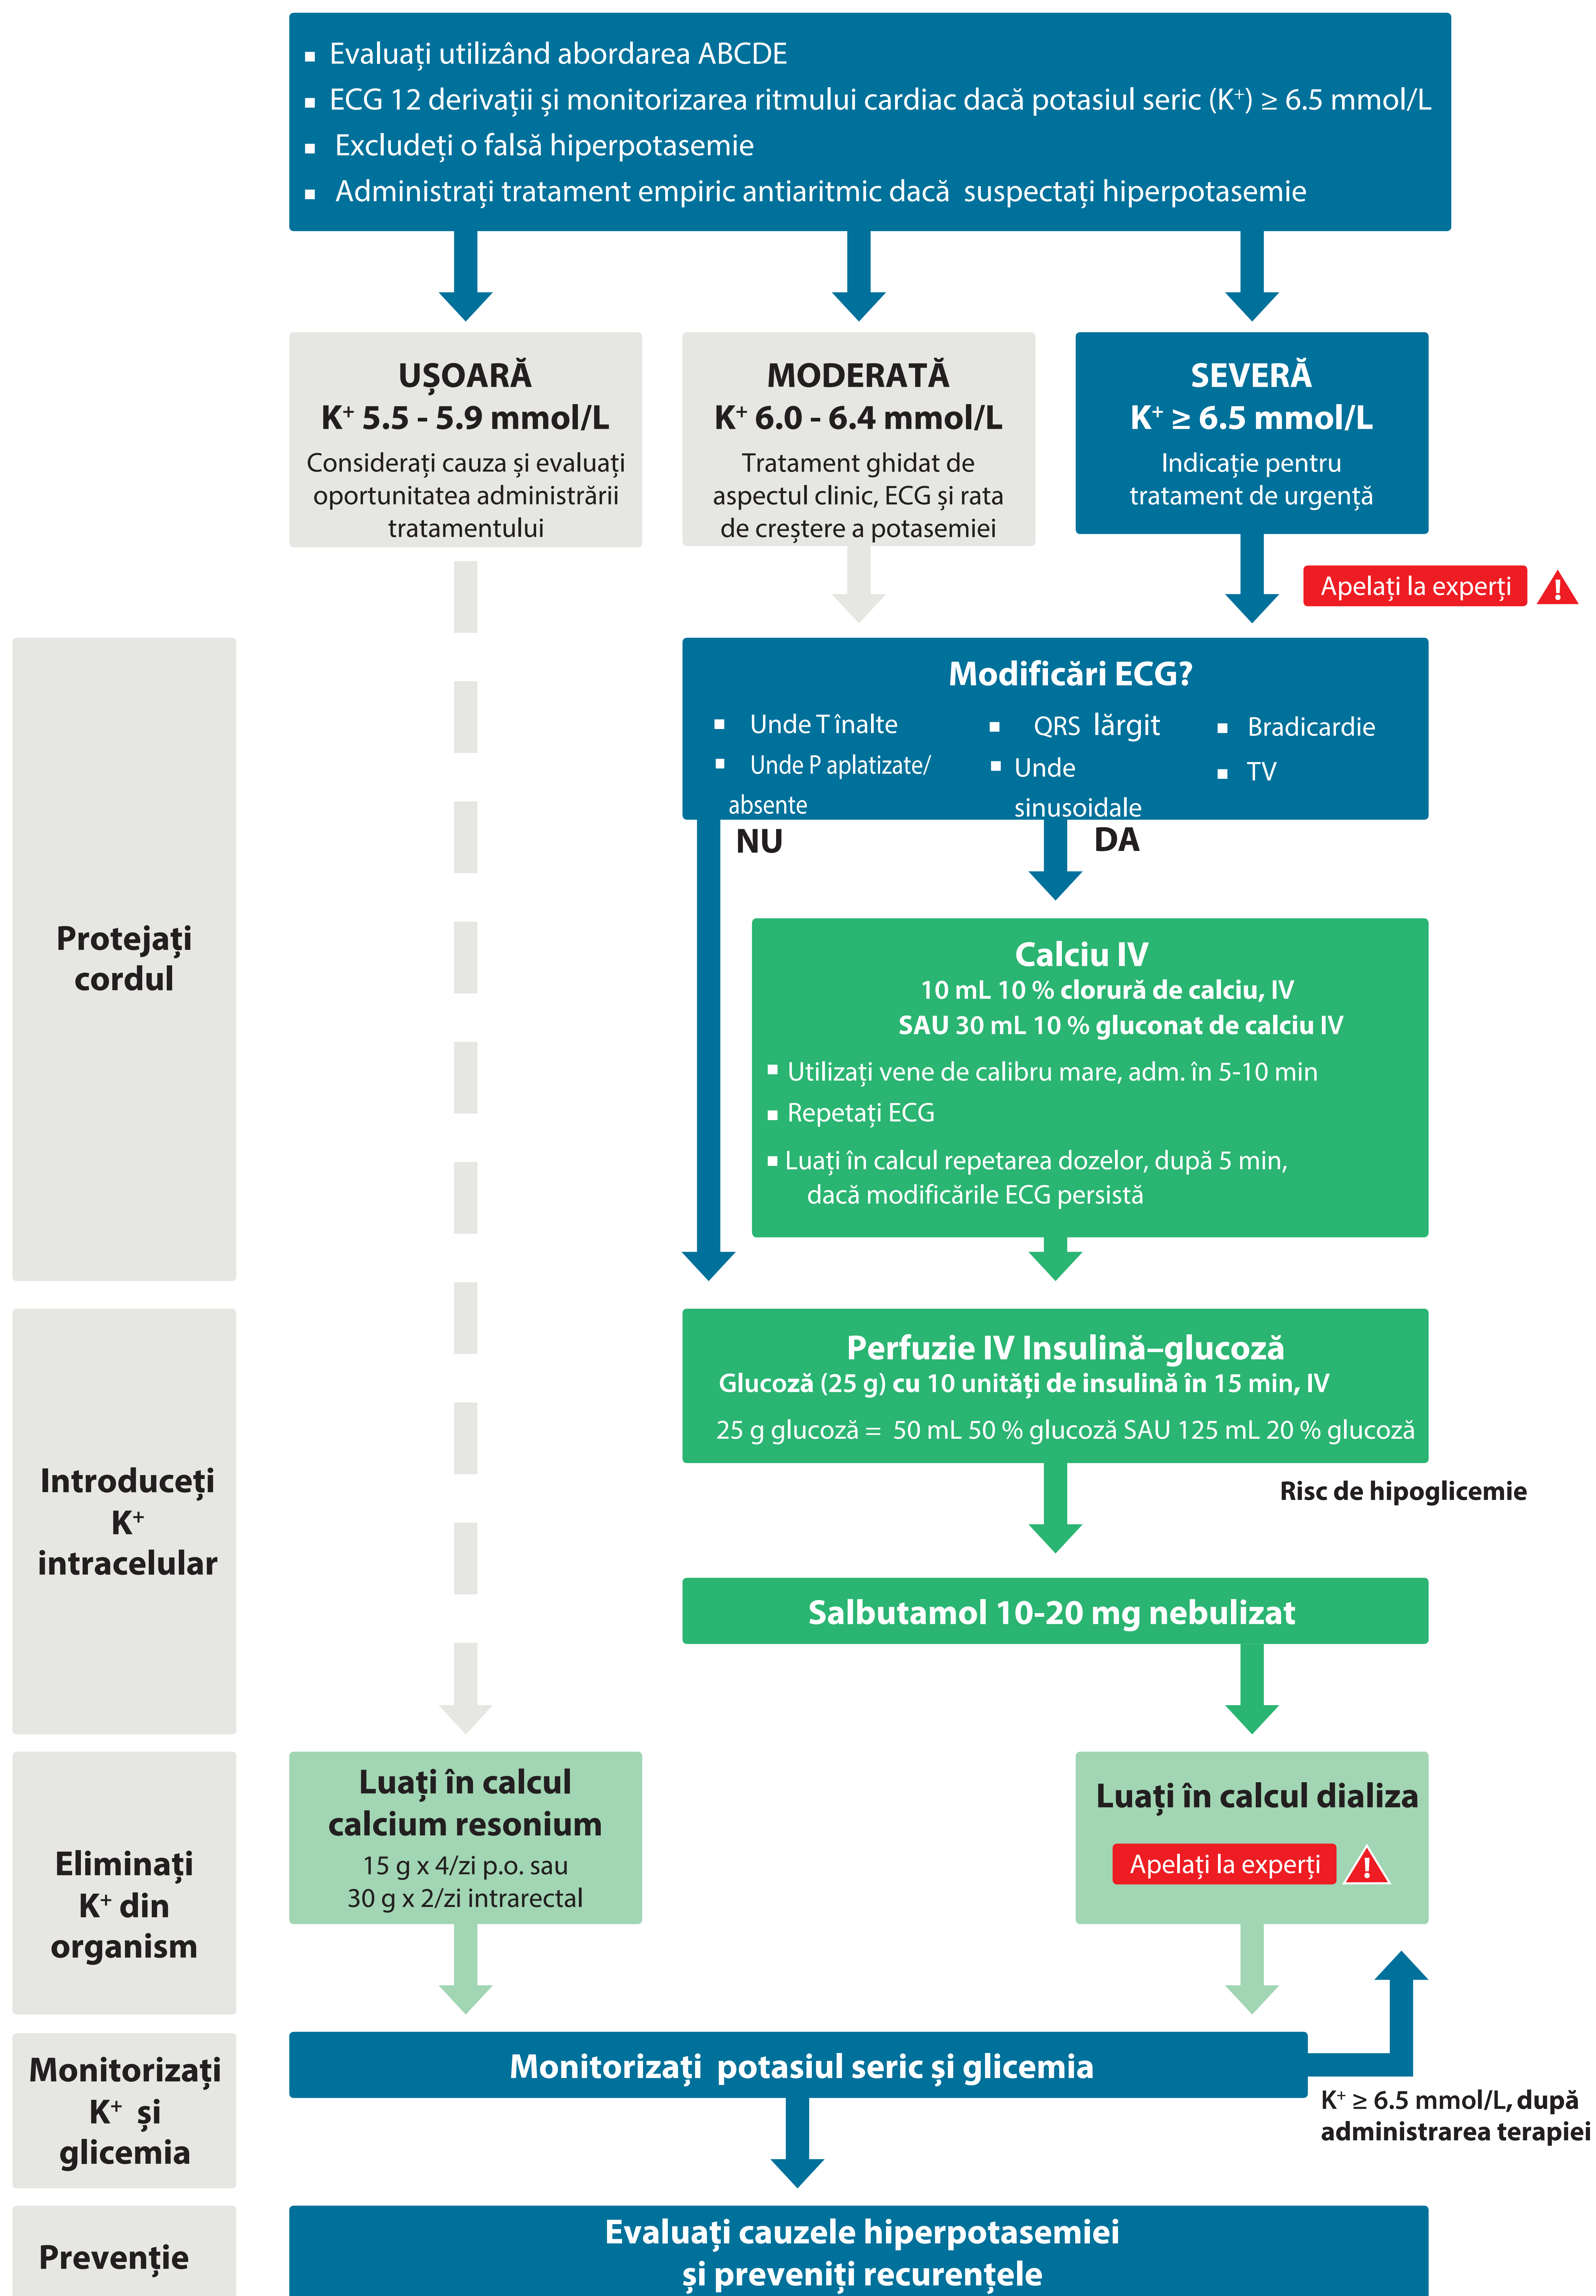 Evaluați utilizând abordarea ABCDE
ECG 12 derivații și monitorizarea ritmului cardiac dacă potasiul seric (K⁺) ≥ 6.5 mmol/L
Excludeți o falsă hiperpotasemie
Administrați tratament empiric antiaritmic dacă suspectați hiperpotasemie
UȘOARĂ
K⁺ 5.5 - 5.9 mmol/L
Considerați cauza și evaluați
oportunitatea administrării
tratamentului
MODERATĂ
K⁺ 6.0 - 6.4 mmol/L
Tratament ghidat de
aspectul clinic, ECG și rata
de creștere a potasemiei
SEVERĂ
K⁺ ≥ 6.5 mmol/L
Indicație pentru
tratament de urgență
Apelați la experți
Protejați
cordul
Modificări ECG?
Unde T înalte
Unde P aplatizate/
absente
QRS lărgit
Unde
sinusoidale
Bradicardie
TV
NU
DA
Calciu IV
10 mL 10 % clorură de calciu, IV
SAU 30 mL 10 % gluconat de calciu IV
Utilizați vene de calibru mare, adm. în 5-10 min
Repetați ECG
Luați în calcul repetarea dozelor, după 5 min,
dacă modificările ECG persistă
Introduceți
K⁺
intracelular
Perfuzie IV Insulină–glucoză
Glucoză (25 g) cu 10 unități de insulină în 15 min, IV
25 g glucoză = 50 mL 50 % glucoză SAU 125 mL 20 % glucoză
Risc de hipoglicemie
Salbutamol 10-20 mg nebulizat
Eliminați
K⁺ din
organism
Luați în calcul
calcium resonium
15 g x 4/zi p.o. sau
30 g x 2/zi intrarectal
Luați în calcul dializa
Apelați la experți
Monitorizați
K⁺ și
glicemia
Monitorizați potasiul seric și glicemia
K⁺ ≥ 6.5 mmol/L, după
administrarea terapiei
Prevenție
Evaluați cauzele hiperpotasemiei
și preveniți recurențele